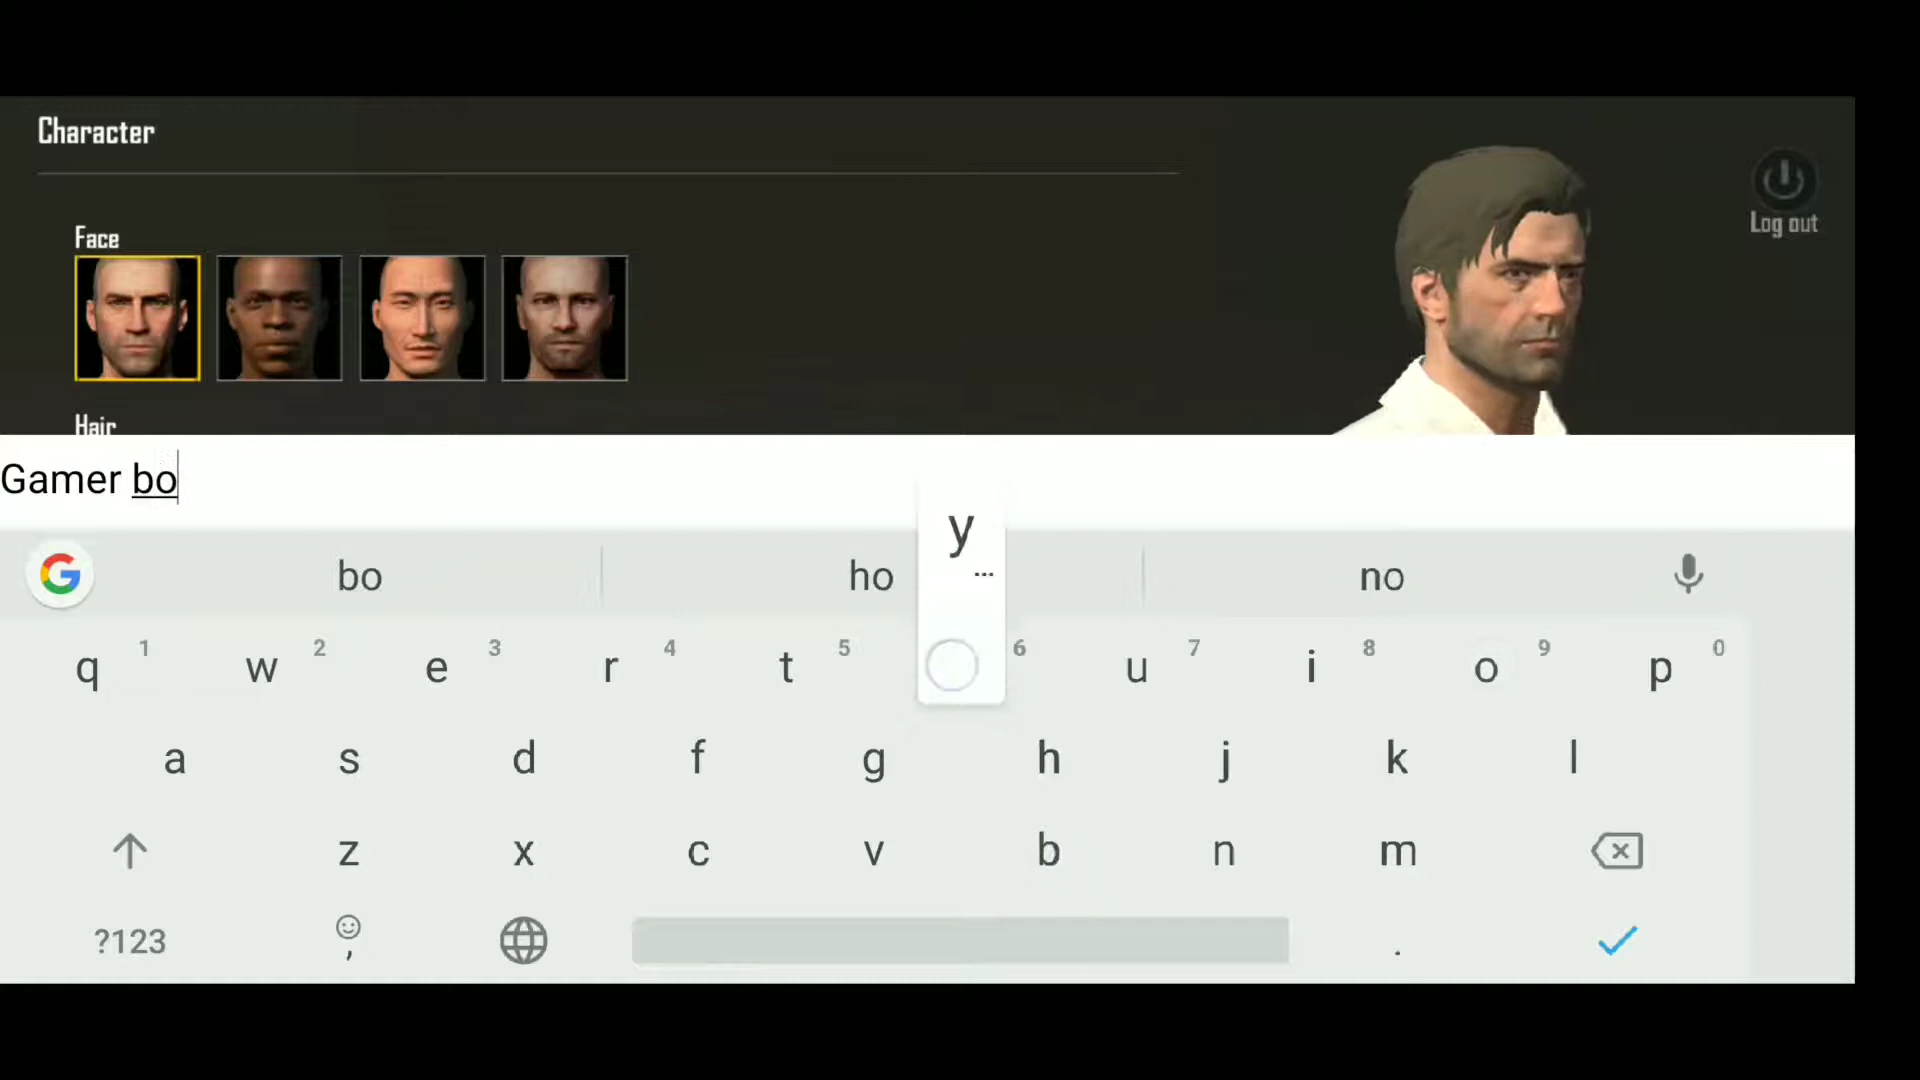 Character
Log out
Face
Hair
Gamer bo
y
...
bo ho no
q 1 w 2 e 3 r 4 t 5 6 u 7 i 8 o 9 p 0
a s d f g h j k l
z x c v b n m
?123 , .